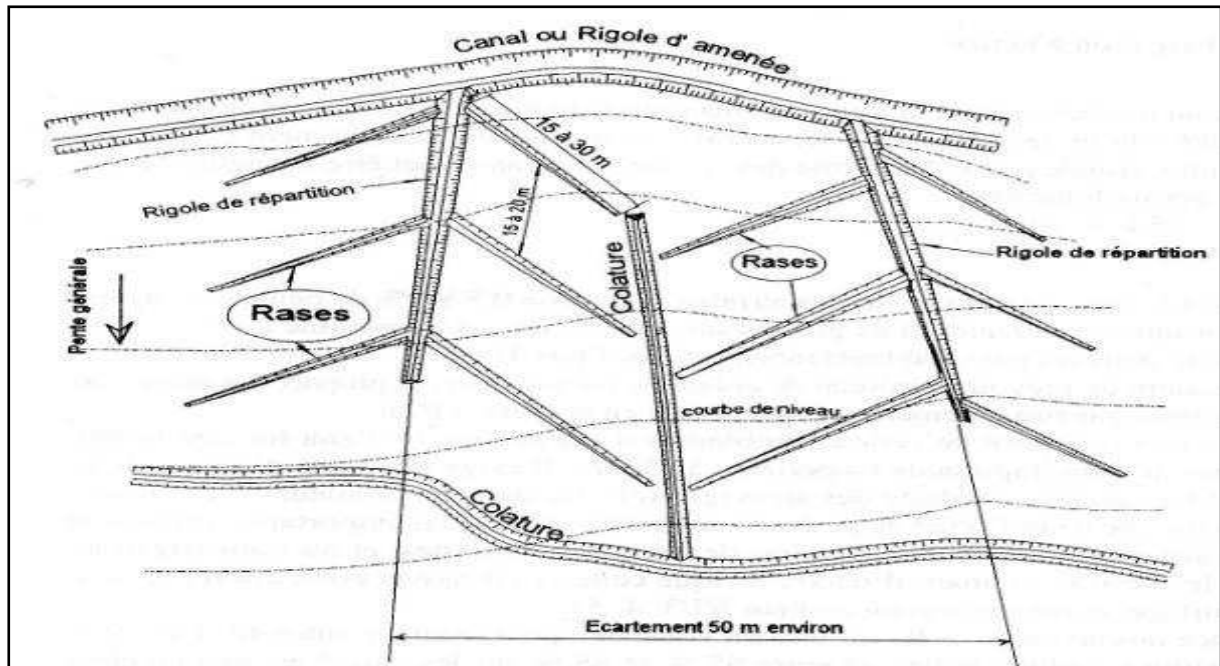 Canal ou Rigole d' amenée
15 à 30 m
Rigole de répartition
15 à 20 m
Colature
Rases
Rigole de répartition
Pente générale
Rases
courbe de niveau
Colature
Ecartement 50 m environ